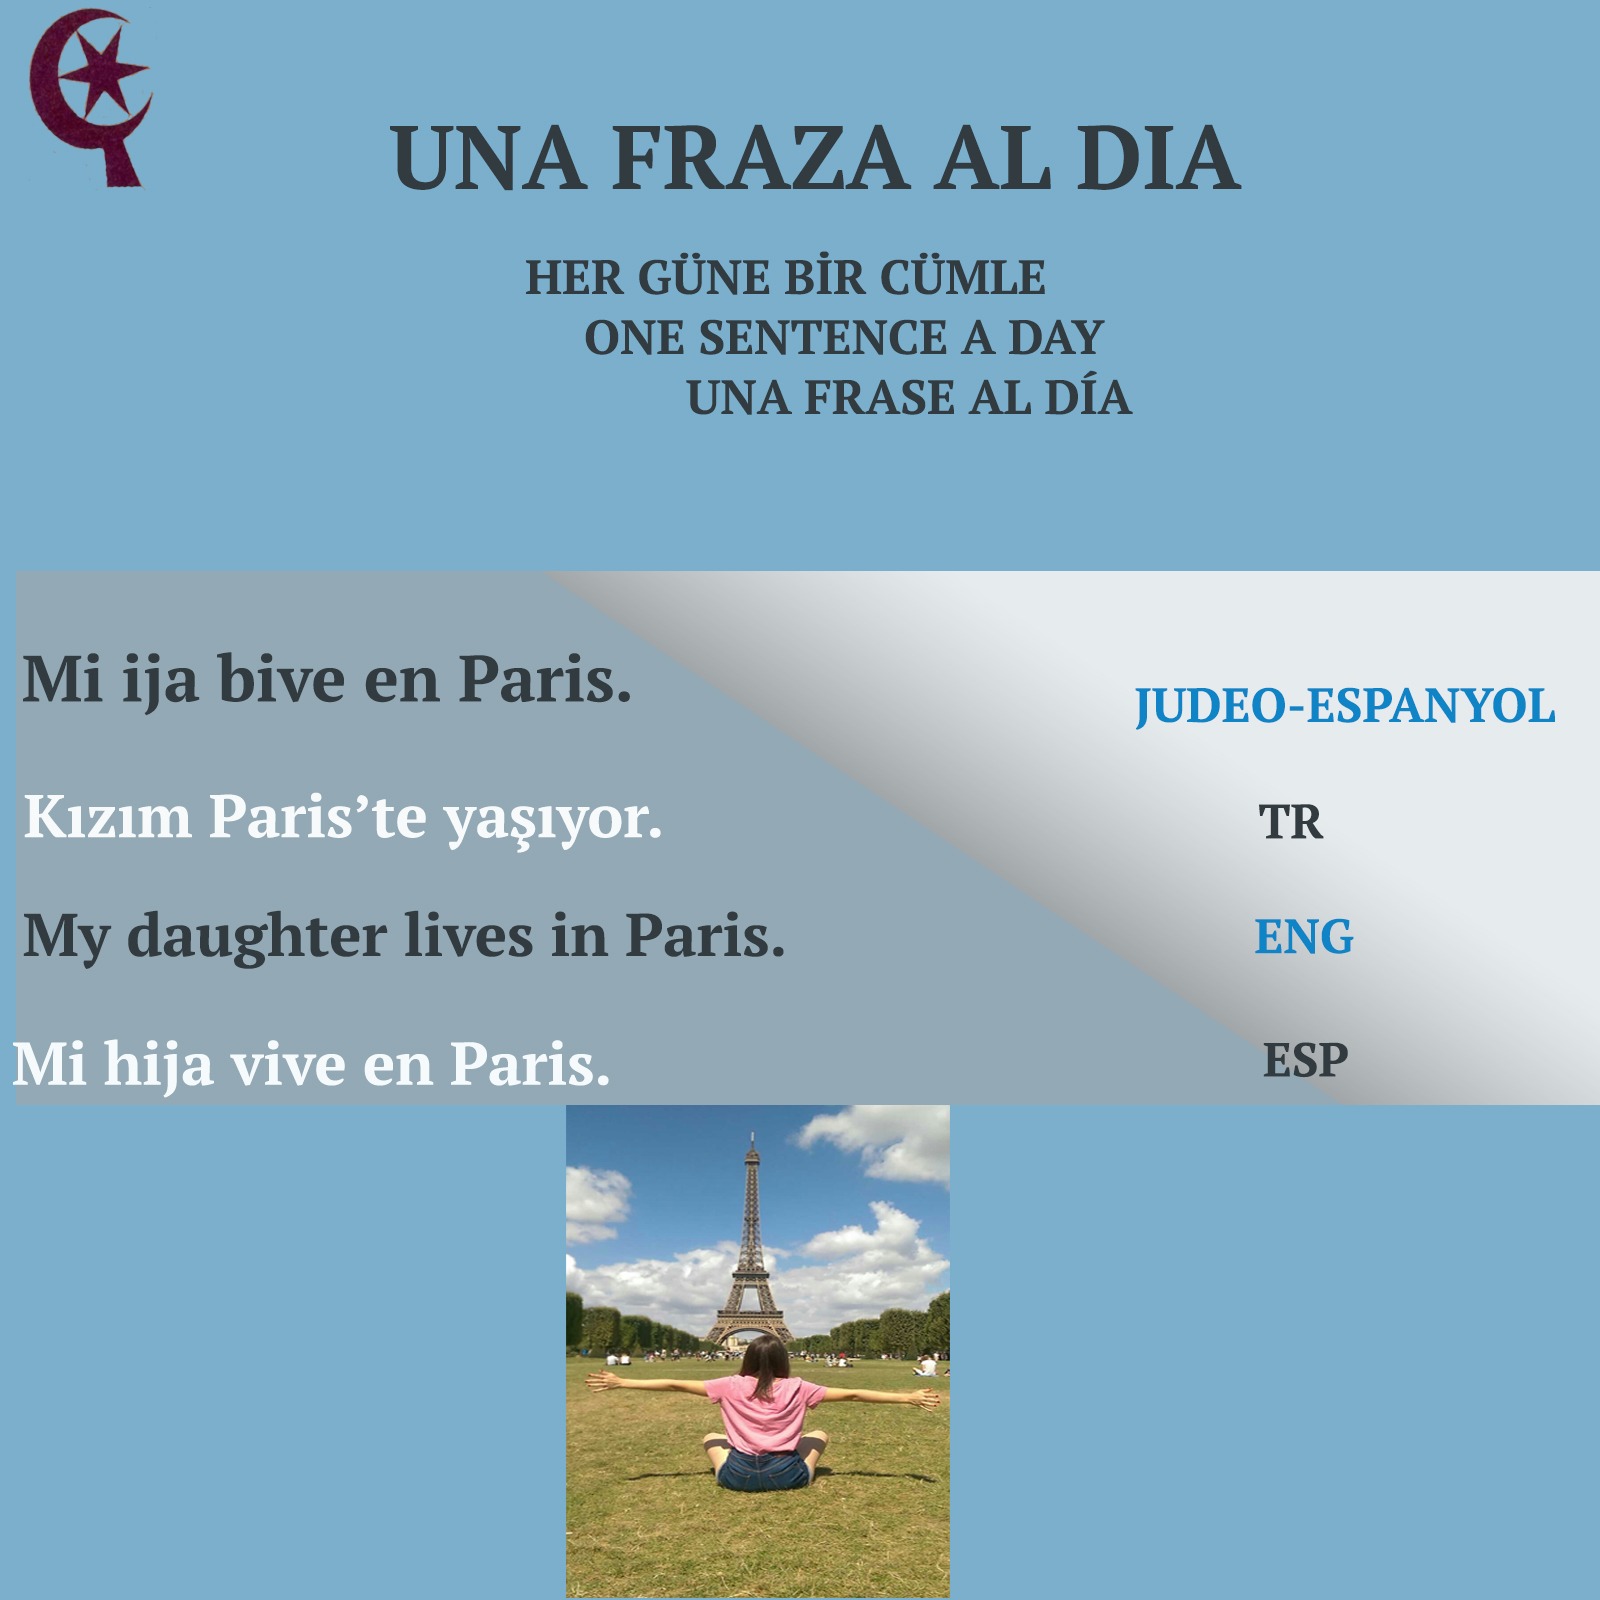 UNA FRAZA AL DIA
HER GÜNE BİR CÜMLE
ONE SENTENCE A DAY
UNA FRASE AL DÍA
Mi ija bive en Paris.
JUDEO-ESPANYOL
Kızım Paris’te yaşıyor.
TR
My daughter lives in Paris.
ENG
Mi hija vive en Paris.
ESP